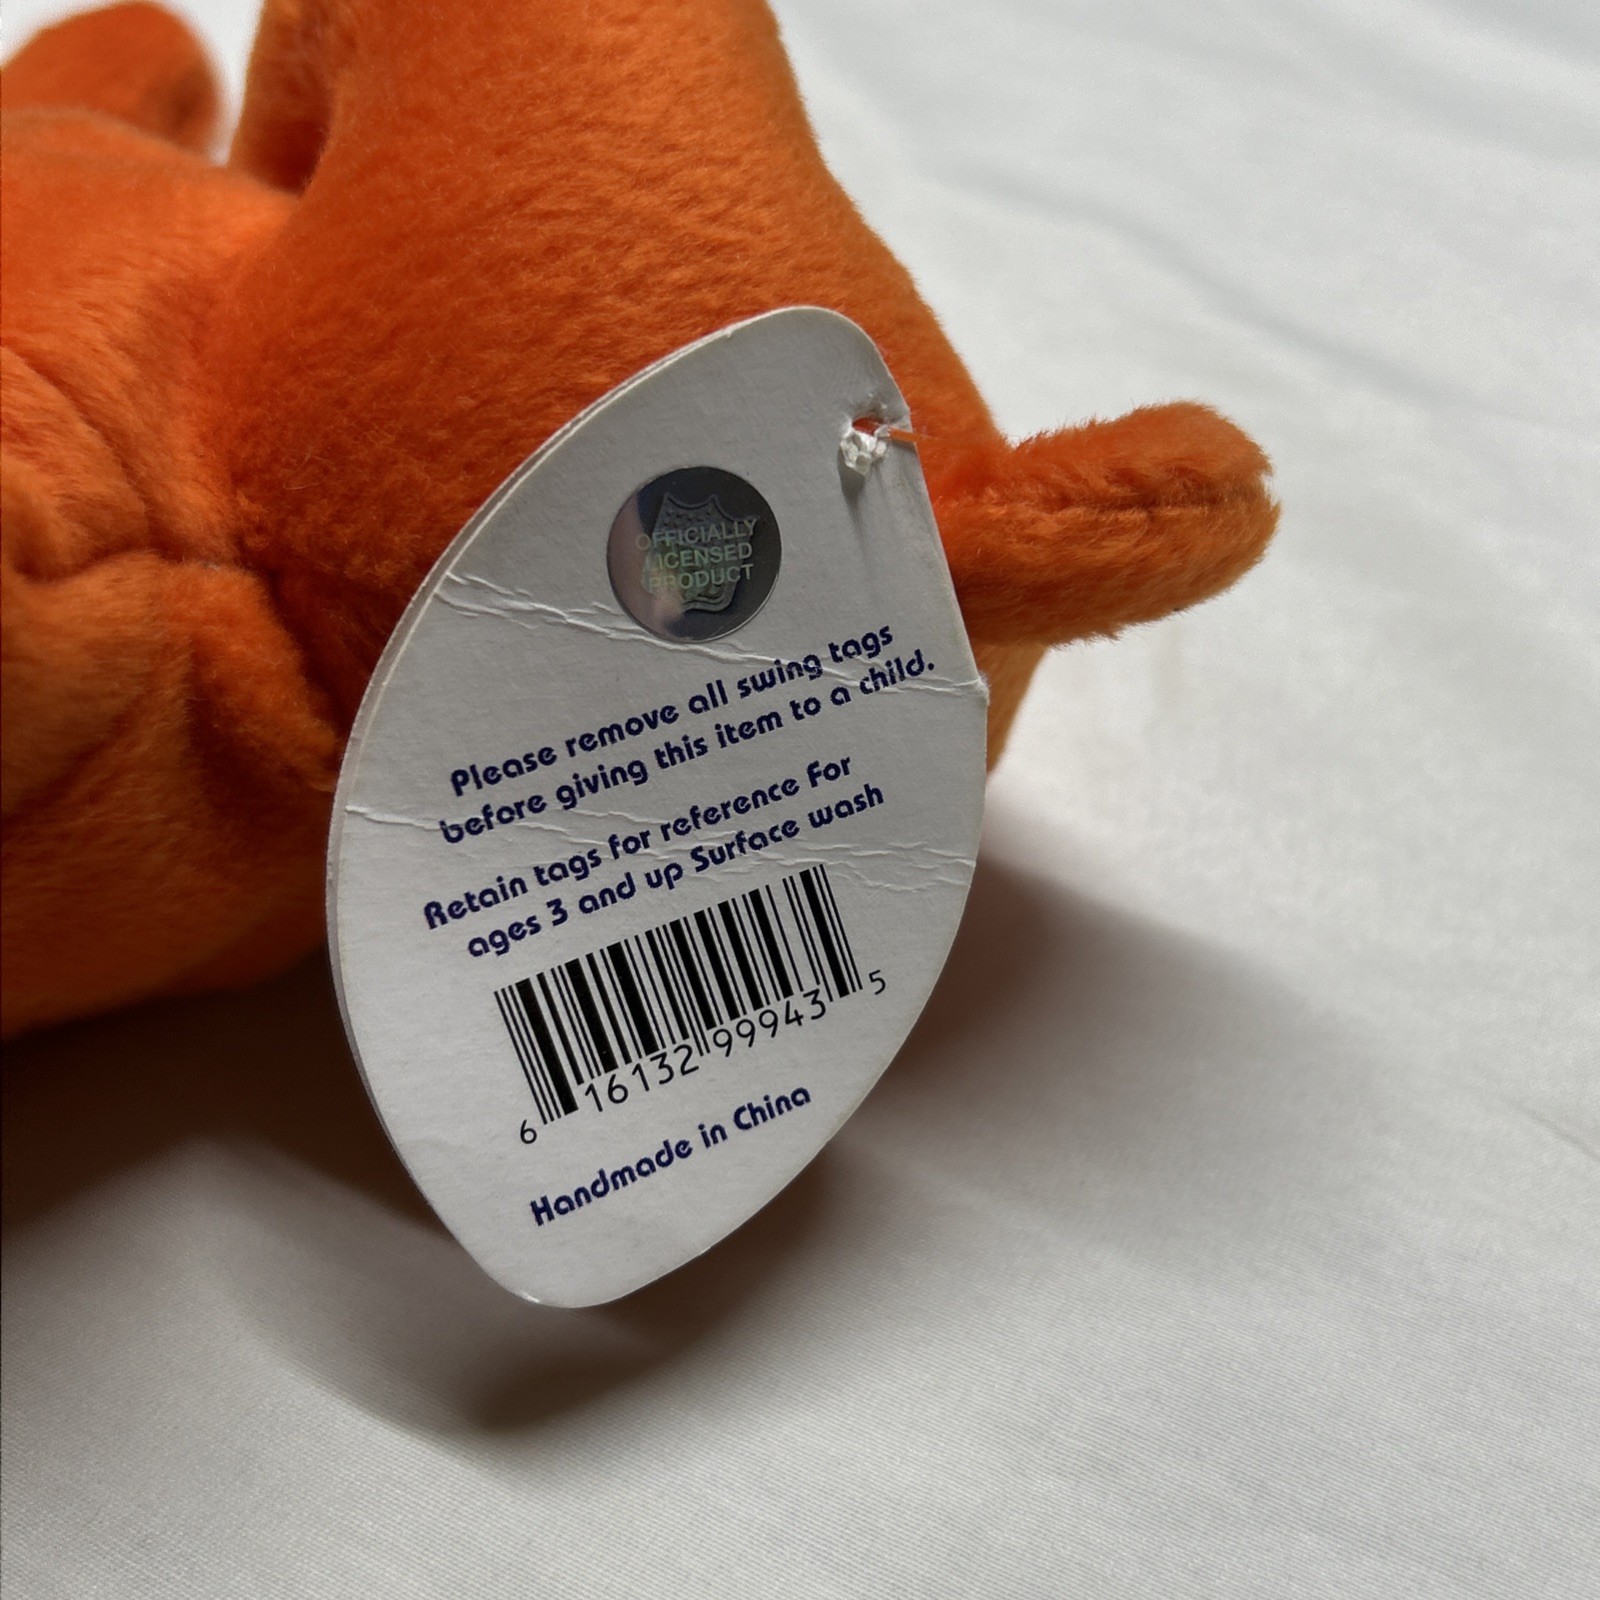 OFFICIALLY
LICENSED
PRODUCT
Please remove all swing tags
before giving this item to a child.
Retain tags for reference For
ages 3 and up Surface wash
6 16132 99943 5
Handmade in China